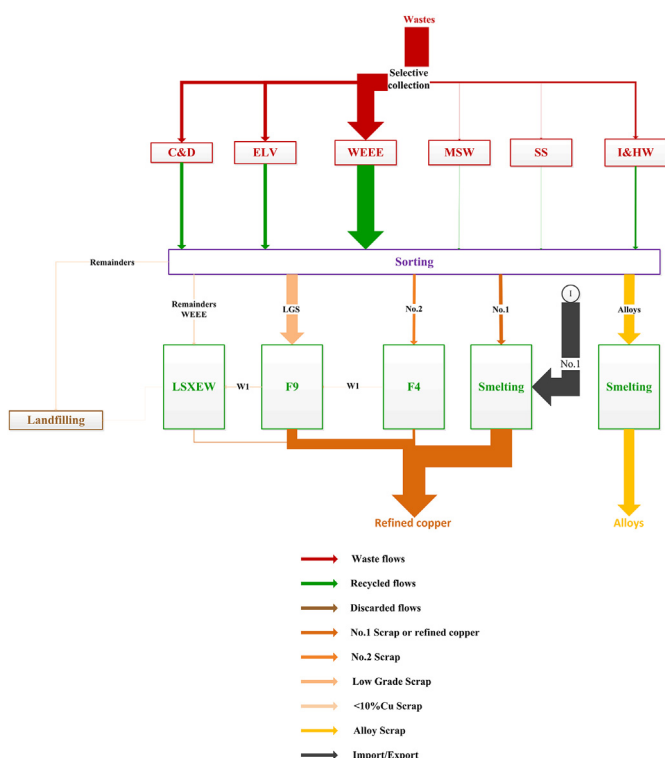 Wastes
Selective
collection
C&D
ELV
WEEE
MSW
SS
I&HW
Remainders
Sorting
Remainders
WEEE
LGS
No.2
No.1
I
Alloys
No.1
LSXEW
W1
F9
W1
F4
Smelting
Smelting
Landfilling
Refined copper
Alloys
Waste flows
Recycled flows
Discarded flows
No.1 Scrap or refined copper
No.2 Scrap
Low Grade Scrap
<10%Cu Scrap
Alloy Scrap
Import/Export